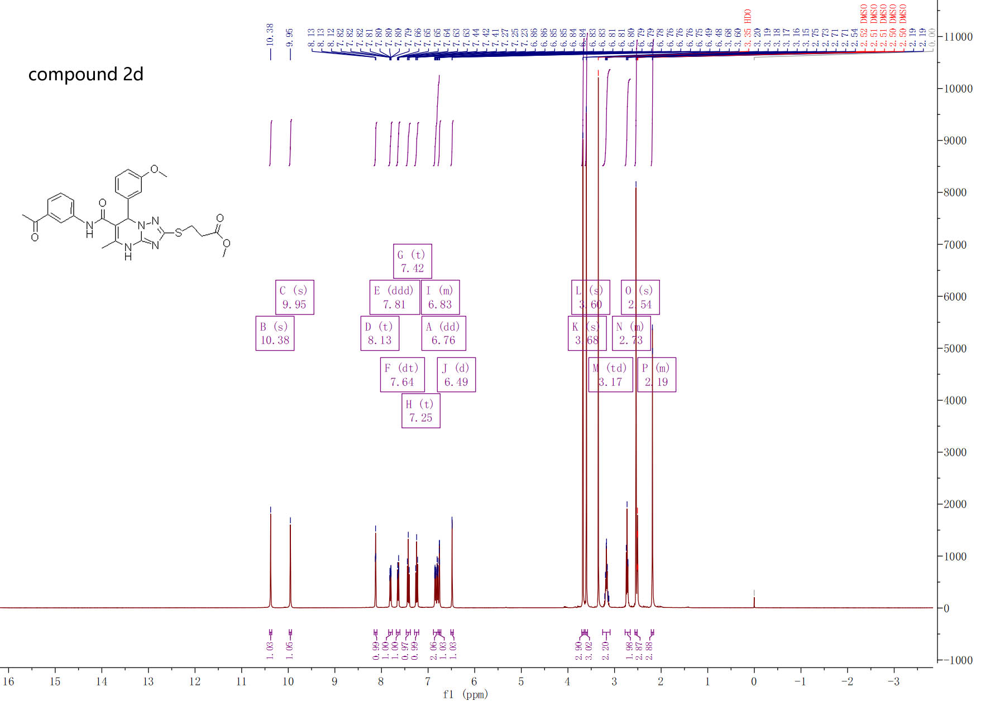 10.38
9.95
8.13
8.13
8.12
7.82
7.82
7.82
7.81
7.80
7.80
7.80
7.79
7.66
7.65
7.65
7.64
7.63
7.63
7.44
7.42
7.41
7.27
7.25
7.23
6.86
6.86
6.85
6.85
6.84
6.84
6.83
6.83
6.81
6.81
6.80
6.79
6.79
6.78
6.76
6.76
6.76
6.75
6.49
6.48
3.68
3.60
3.35 HDO
3.20
3.19
3.18
3.17
3.16
3.15
2.75
2.73
2.71
2.71
2.54
2.52 DMSO
2.51 DMSO
2.51 DMSO
2.50 DMSO
2.50 DMSO
2.19
2.19
0.00
compound 2d
O
O
O
N
H
O
N
N
N
N
H
S
O
O
G (t)
7.42
C (s)
9.95
E (ddd)
7.81
I (m)
6.83
L (s)
3.60
O (s)
2.54
B (s)
10.38
D (t)
8.13
A (dd)
6.76
K (s)
3.68
N (m)
2.73
F (dt)
7.64
J (d)
6.49
M (td)
3.17
P (m)
2.19
H (t)
7.25
1.03
1.05
0.99
1.00
1.00
0.97
0.99
2.06
1.03
1.03
2.90
3.02
2.20
1.98
2.87
2.88
11000
10000
9000
8000
7000
6000
5000
4000
3000
2000
1000
0
-1000
16 15 14 13 12 11 10 9 8 7 6 5 4 3 2 1 0 -1 -2 -3
f1 (ppm)